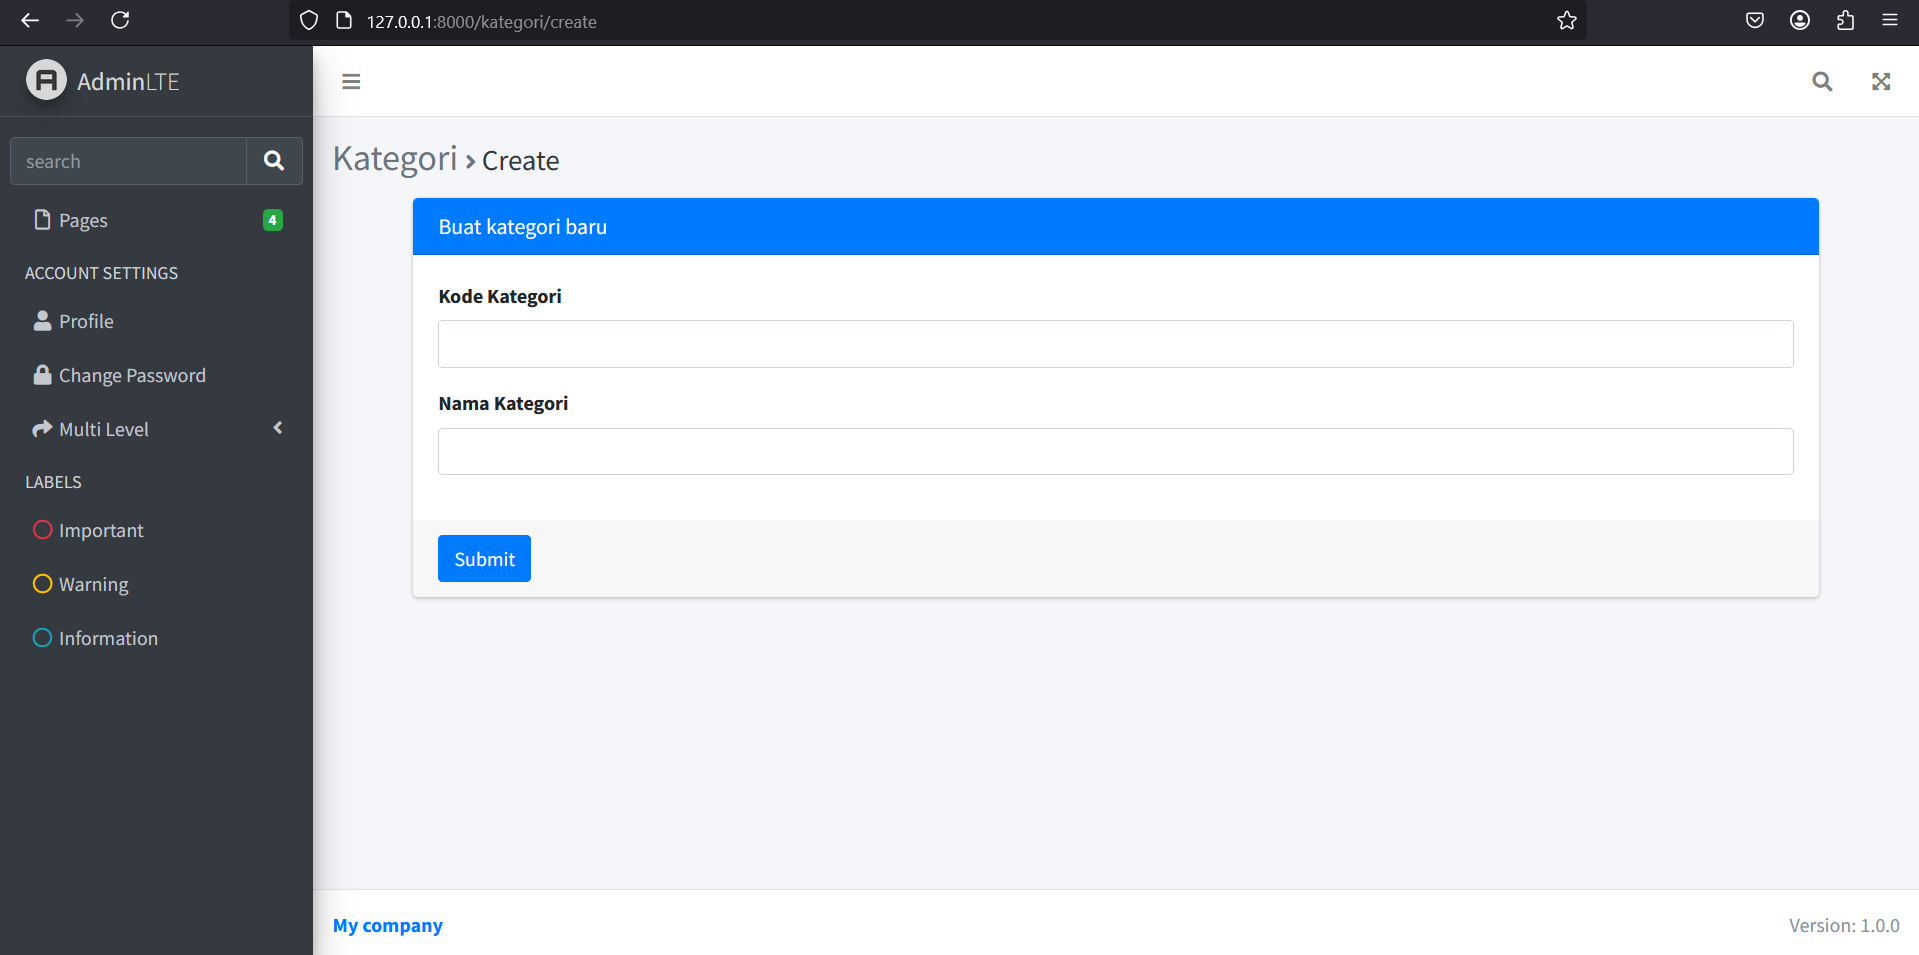 127.0.0.1:8000/kategori/create
AdminLTE
search
Pages 4
ACCOUNT SETTINGS
Profile
Change Password
Multi Level
LABELS
Important
Warning
Information
Kategori › Create
Buat kategori baru
Kode Kategori
Nama Kategori
Submit
My company
Version: 1.0.0